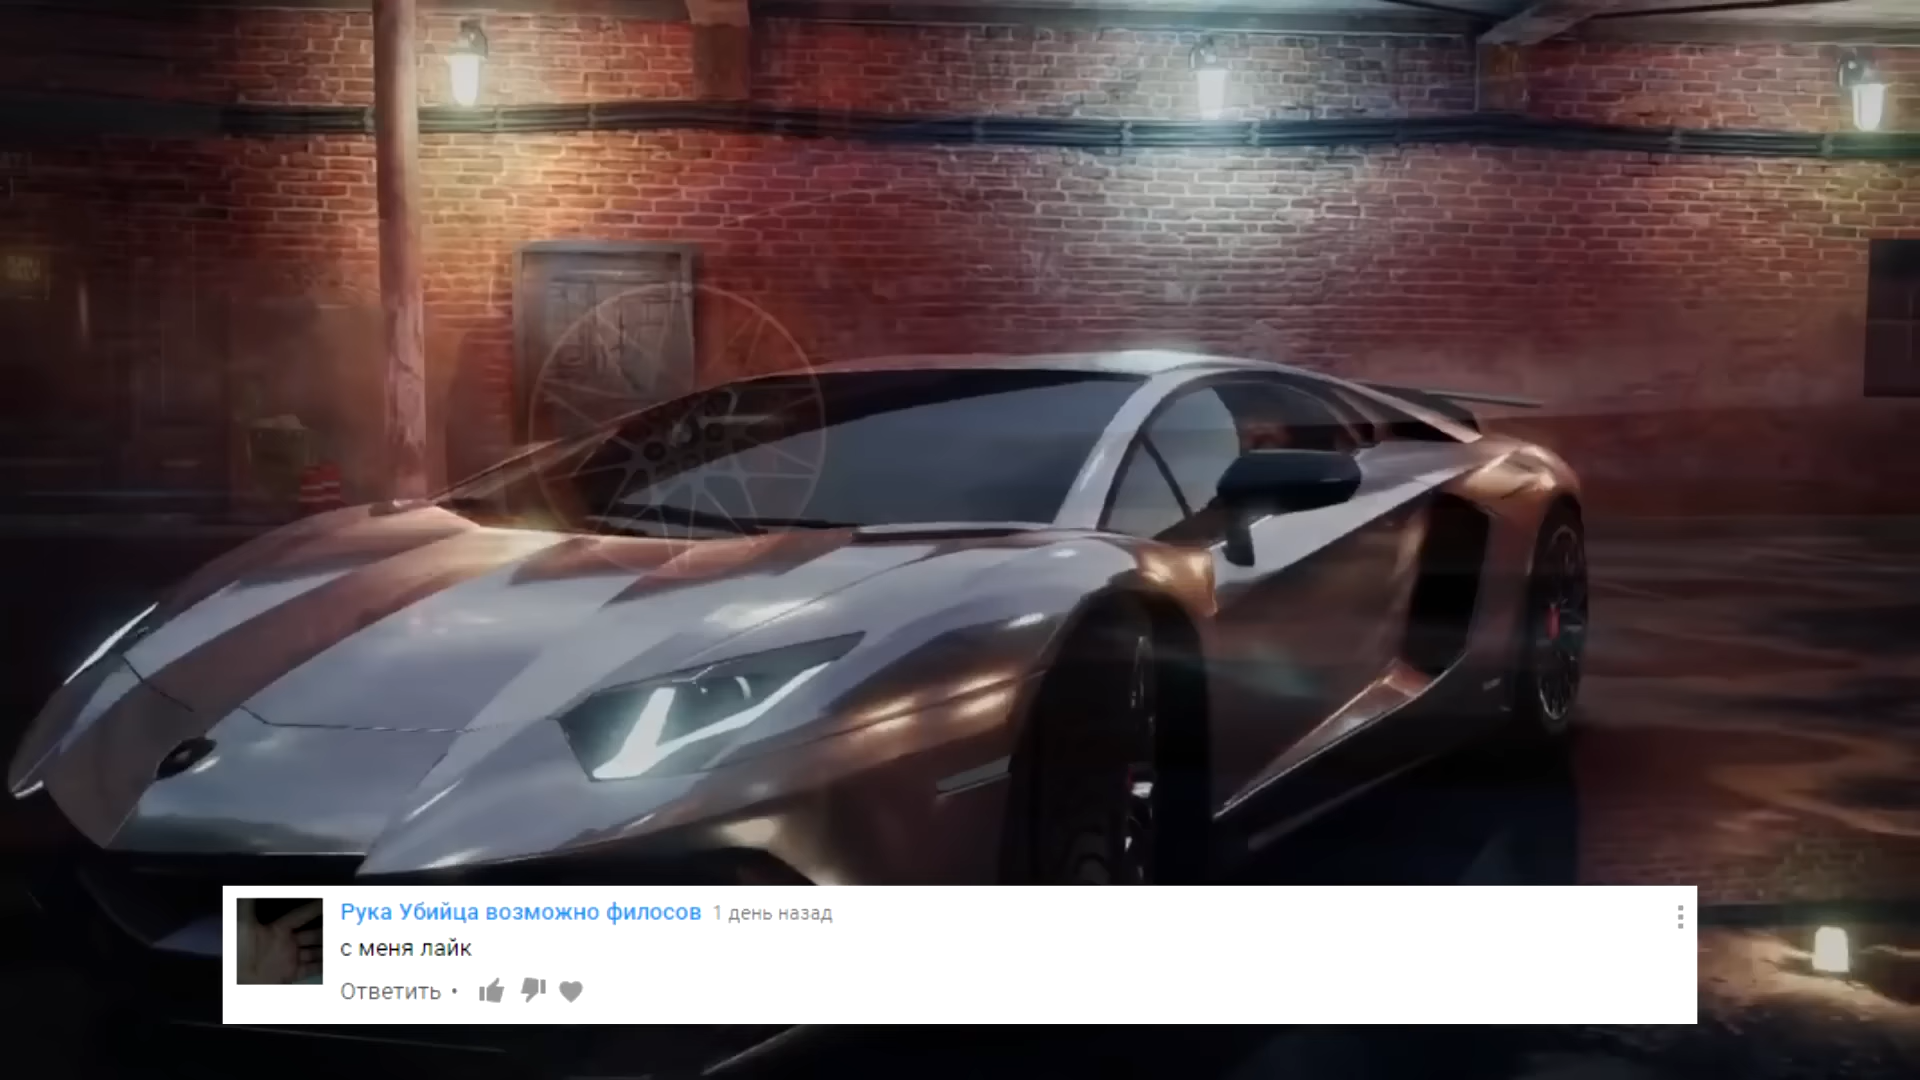 Рука Убийца возможно филосов 1 день назад
с меня лайк
Ответить •